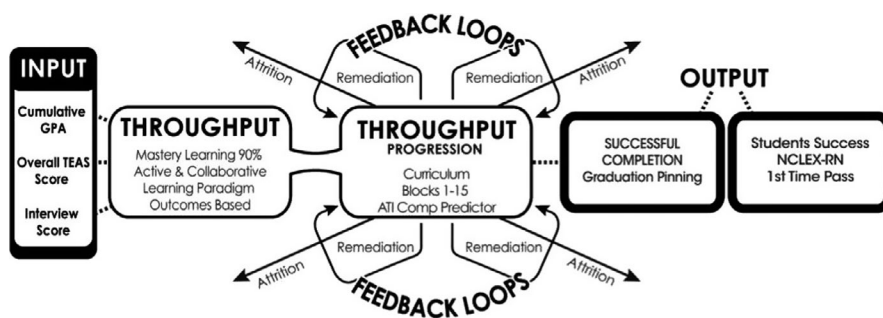 INPUT
Cumulative
GPA
Overall TEAS
Score
Interview
Score
THROUGHPUT
Mastery Learning 90%
Active & Collaborative
Learning Paradigm
Outcomes Based
FEEDBACK LOOPS
Attrition
Remediation
Remediation
Attrition
THROUGHPUT
PROGRESSION
Curriculum
Blocks 1-15
ATI Comp Predictor
Attrition
Remediation
Remediation
Attrition
FEEDBACK LOOPS
OUTPUT
SUCCESSFUL
COMPLETION
Graduation Pinning
Students Success
NCLEX-RN
1st Time Pass